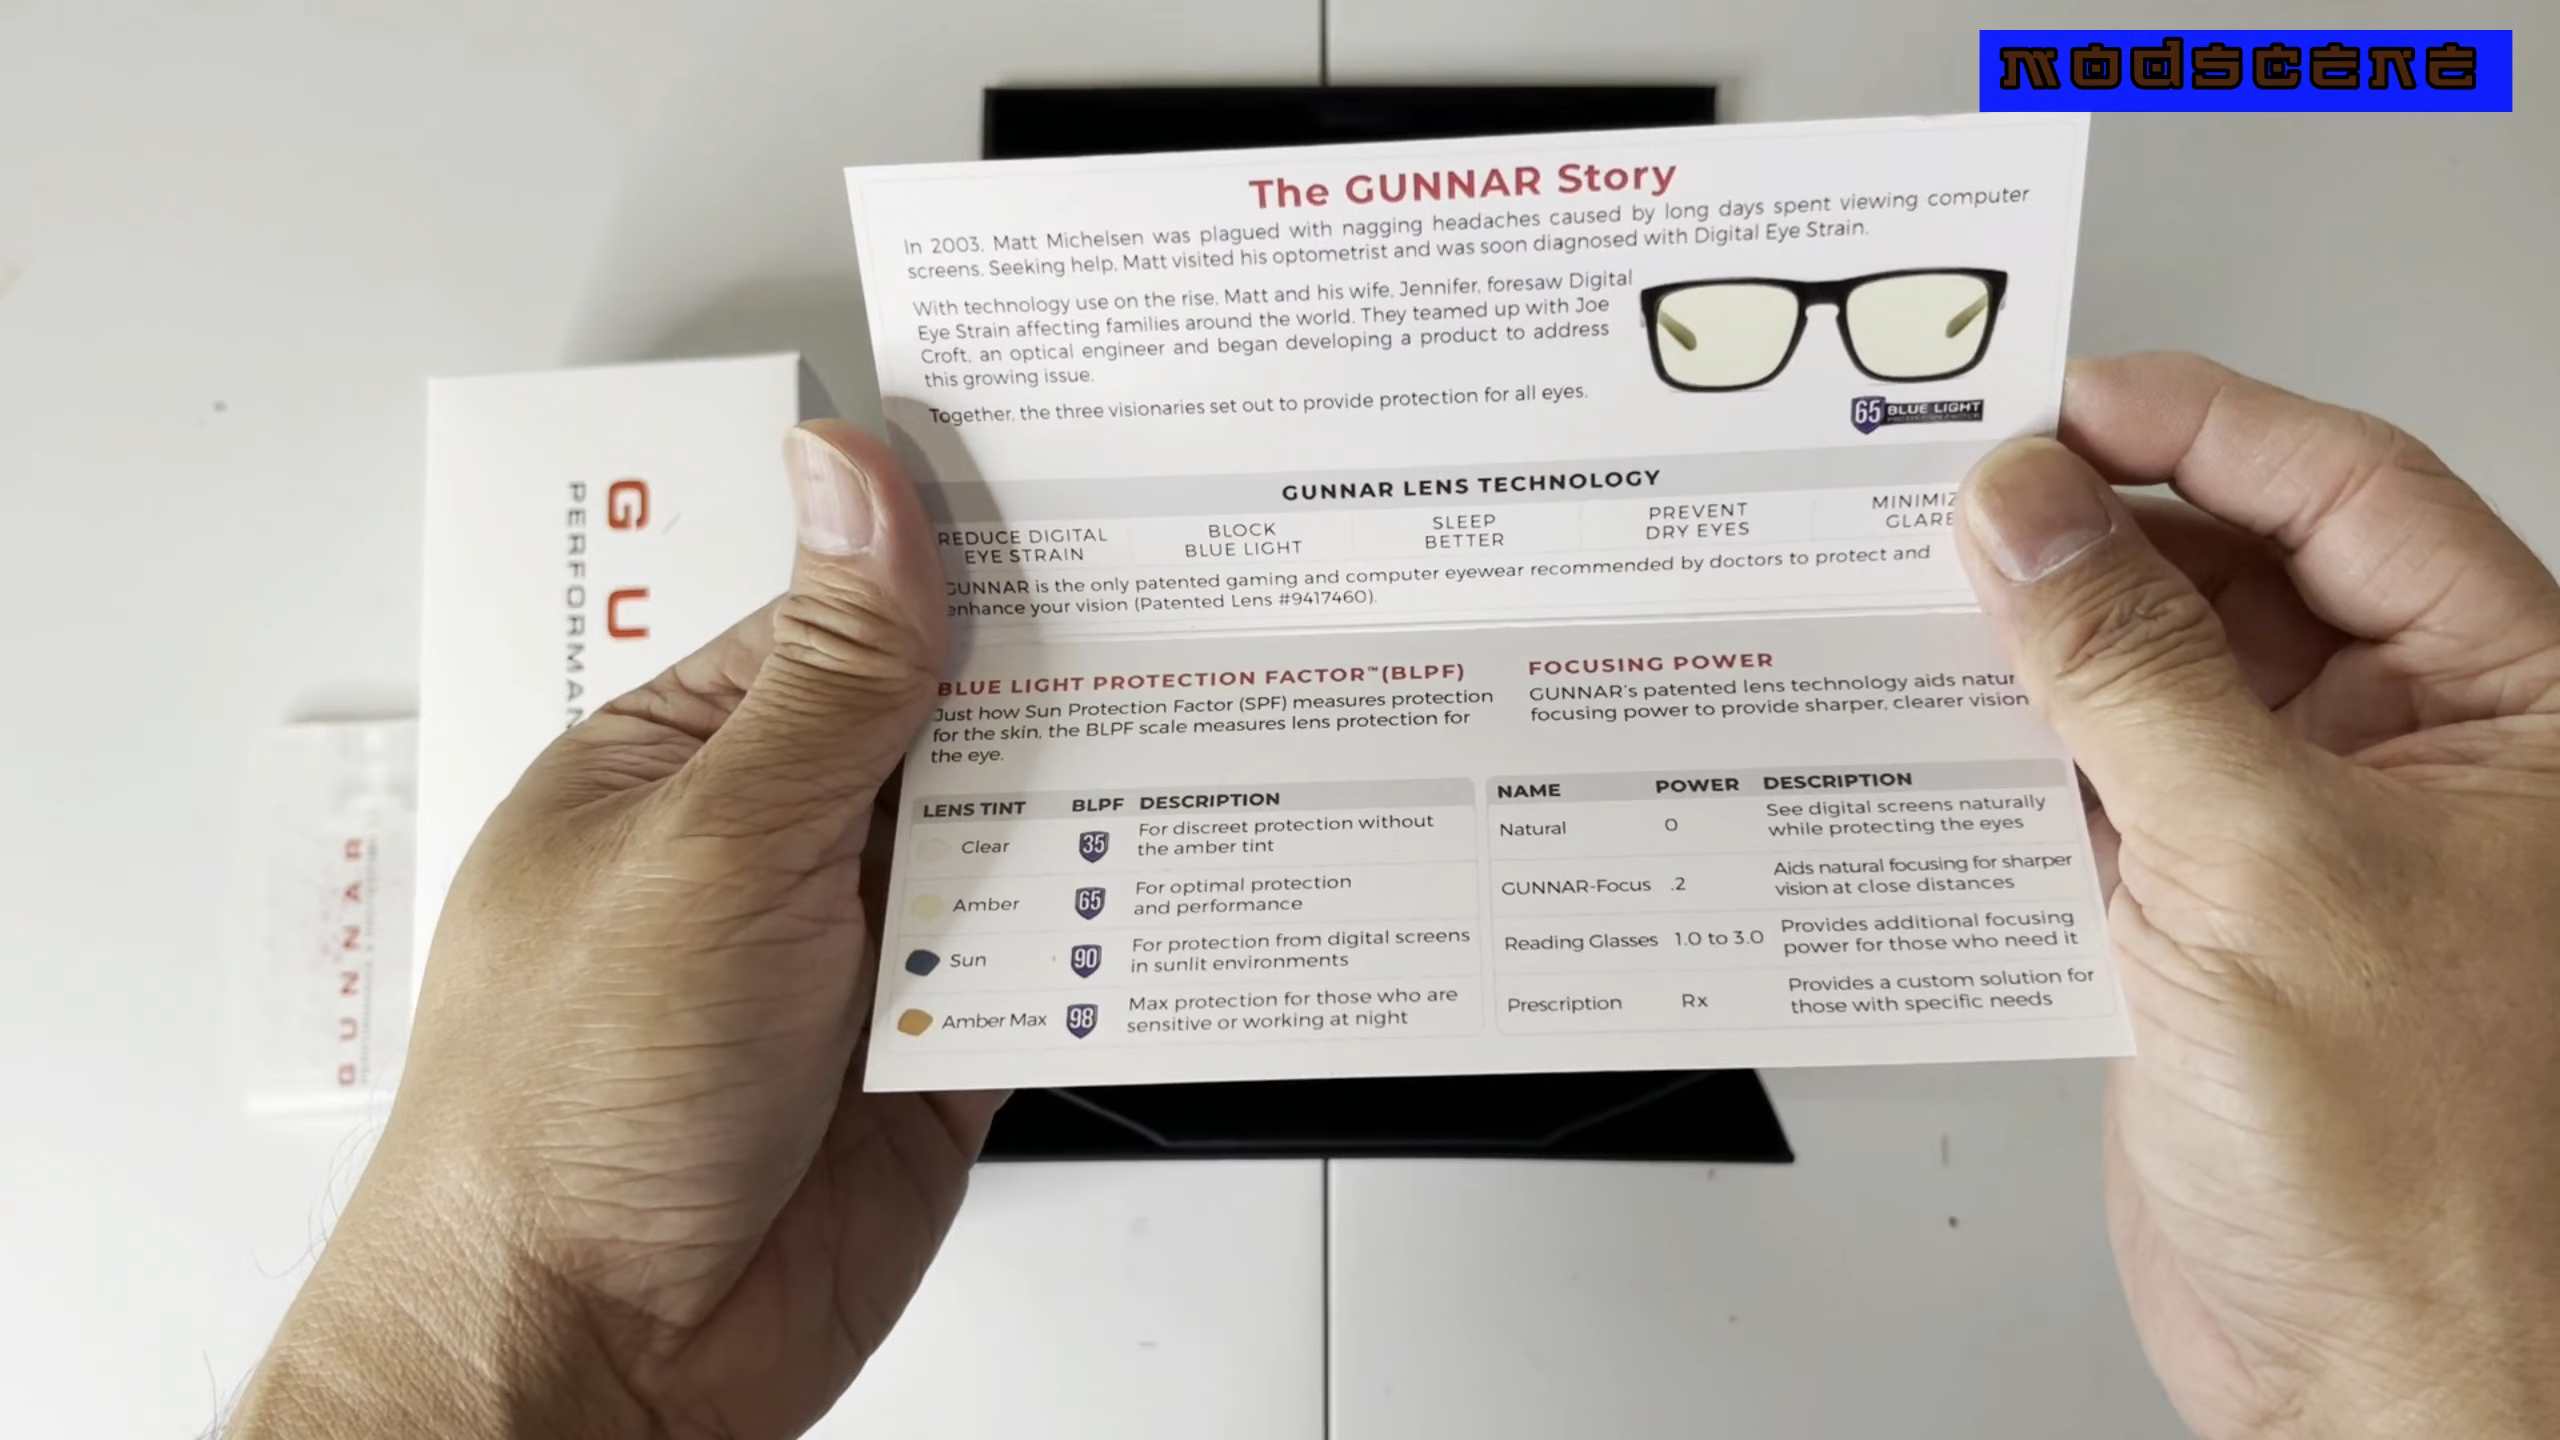 modscene
The GUNNAR Story
In 2003, Matt Michelsen was plagued with nagging headaches caused by long days spent viewing computer
screens. Seeking help, Matt visited his optometrist and was soon diagnosed with Digital Eye Strain.
With technology use on the rise, Matt and his wife, Jennifer, foresaw Digital
Eye Strain affecting families around the world. They teamed up with Joe
Croft, an optical engineer and began developing a product to address
this growing issue.
Together, the three visionaries set out to provide protection for all eyes.
65 BLUE LIGHT
GUNNAR LENS TECHNOLOGY
REDUCE DIGITAL
EYE STRAIN
BLOCK
BLUE LIGHT
SLEEP
BETTER
PREVENT
DRY EYES
MINIMIZ
GLARE
GUNNAR is the only patented gaming and computer eyewear recommended by doctors to protect and
enhance your vision (Patented Lens #9417460).
BLUE LIGHT PROTECTION FACTOR™ (BLPF)
Just how Sun Protection Factor (SPF) measures protection
for the skin, the BLPF scale measures lens protection for
the eye.
LENS TINT BLPF DESCRIPTION
Clear 35 For discreet protection without
the amber tint
Amber 65 For optimal protection
and performance
Sun 90 For protection from digital screens
in sunlit environments
Amber Max 98 Max protection for those who are
sensitive or working at night
FOCUSING POWER
GUNNAR's patented lens technology aids natur
focusing power to provide sharper, clearer vision
NAME POWER DESCRIPTION
Natural 0 See digital screens naturally
while protecting the eyes
GUNNAR-Focus .2 Aids natural focusing for sharper
vision at close distances
Reading Glasses 1.0 to 3.0 Provides additional focusing
power for those who need it
Prescription Rx Provides a custom solution for
those with specific needs
G U
PERFORMAN
GUNNAR